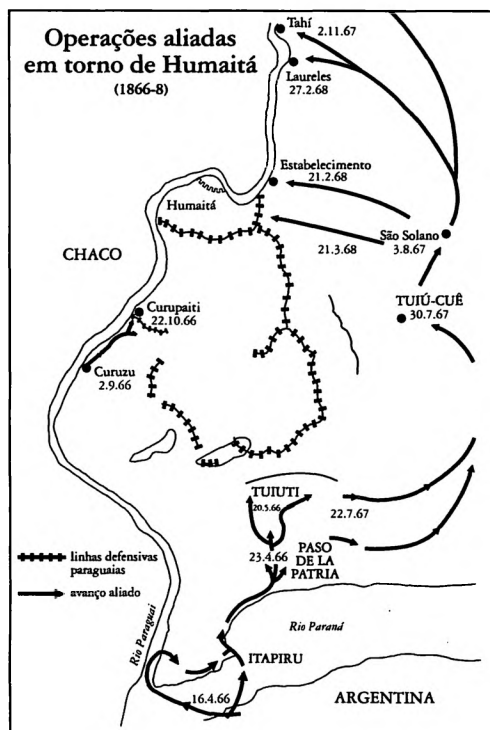 Operações aliadas
em torno de Humaitá
(1866-8)
Tahí 2.11.67
Laureles
27.2.68
Estabelecimento
21.2.68
Humaitá
21.3.68
São Solano
3.8.67
CHACO
TUIÚ-CUÊ
30.7.67
Curupaiti
22.10.66
Curuzu
2.9.66
TUIUTI
20.5.66
22.7.67
23.4.66
PASO
DE LA
PATRIA
linhas defensivas
paraguaias
avanço aliado
Rio Paraguai
Rio Paraná
ITAPIRU
16.4.66
ARGENTINA